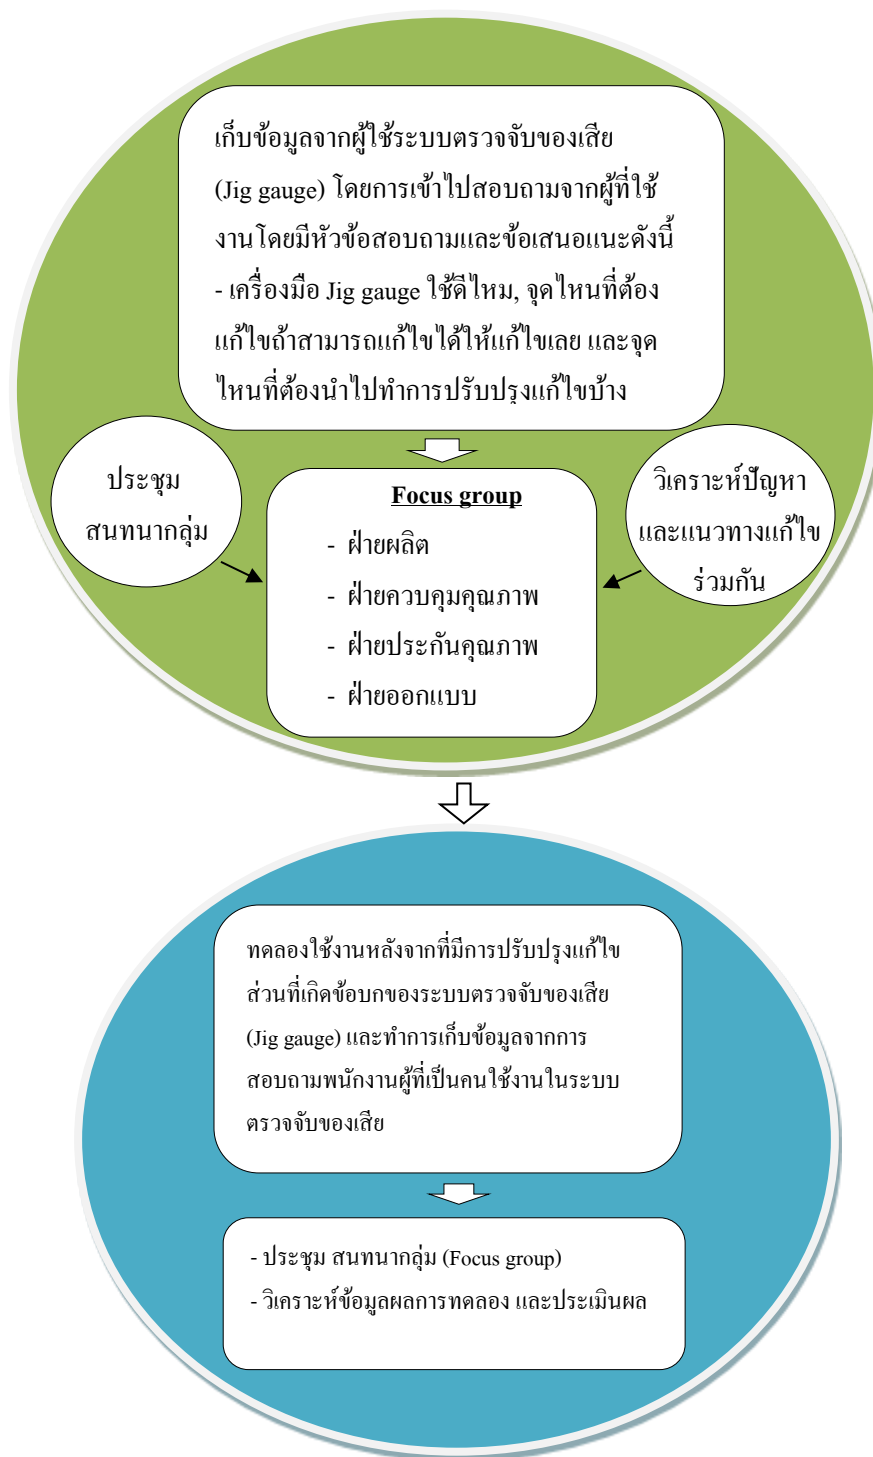 เก็บข้อมูลจากผู้ใช้ระบบตรวจจับของเสีย
(Jig gauge) โดยการเข้าไปสอบถามจากผู้ที่ใช้
งานโดยมีหัวข้อสอบถามและข้อเสนอแนะดังนี้
- เครื่องมือ Jig gauge ใช้ดีไหม, จุดไหนที่ต้อง
แก้ไขถ้าสามารถแก้ไขได้ให้แก้ไขเลย และจุด
ไหนที่ต้องนำไปทำการปรับปรุงแก้ไขบ้าง
ประชุม
สนทนากลุ่ม
Focus group
- ฝ่ายผลิต
- ฝ่ายควบคุมคุณภาพ
- ฝ่ายประกันคุณภาพ
- ฝ่ายออกแบบ
วิเคราะห์ปัญหา
และแนวทางแก้ไข
ร่วมกัน
ทดลองใช้งานหลังจากที่มีการปรับปรุงแก้ไข
ส่วนที่เกิดข้อบกของระบบตรวจจับของเสีย
(Jig gauge) และทำการเก็บข้อมูลจากการ
สอบถามพนักงานผู้ที่เป็นคนใช้งานในระบบ
ตรวจจับของเสีย
- ประชุม สนทนากลุ่ม (Focus group)
- วิเคราะห์ข้อมูลผลการทดลอง และประเมินผล